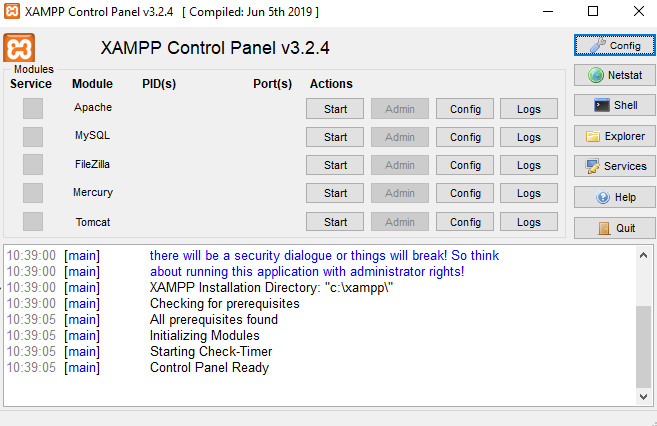 XAMPP Control Panel v3.2.4 [ Compiled: Jun 5th 2019 ]
XAMPP Control Panel v3.2.4
Config
Modules
Service Module PID(s) Port(s) Actions
Netstat
Apache Start Admin Config Logs
Shell
MySQL Start Admin Config Logs
Explorer
FileZilla Start Admin Config Logs
Services
Mercury Start Admin Config Logs
Help
Tomcat Start Admin Config Logs
Quit
10:39:00 [main] there will be a security dialogue or things will break! So think
10:39:00 [main] about running this application with administrator rights!
10:39:00 [main] XAMPP Installation Directory: "c:\xampp\"
10:39:00 [main] Checking for prerequisites
10:39:05 [main] All prerequisites found
10:39:05 [main] Initializing Modules
10:39:05 [main] Starting Check-Timer
10:39:05 [main] Control Panel Ready